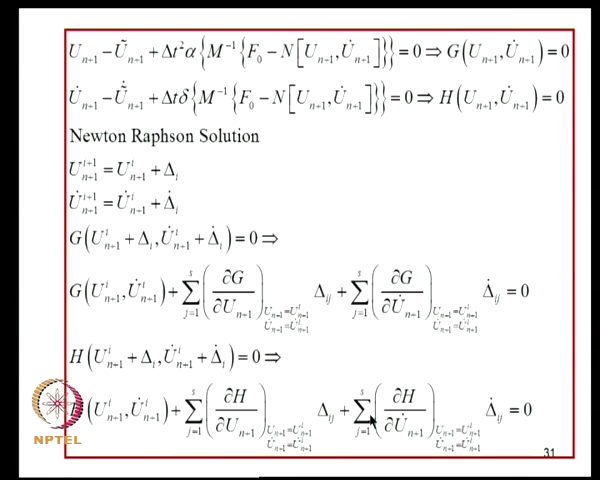 U_{n+1} − Ũ_{n+1} + Δt²α{M⁻¹{F₀ − N[U_{n+1}, U̇_{n+1}]}} = 0 ⇒ G(U_{n+1}, U̇_{n+1}) = 0
U̇_{n+1} − \dot{Ũ}_{n+1} + Δtδ{M⁻¹{F₀ − N[U_{n+1}, U̇_{n+1}]}} = 0 ⇒ H(U_{n+1}, U̇_{n+1}) = 0
Newton Raphson Solution
U_{n+1}^{i+1} = U_{n+1}^{i} + Δ_i
U̇_{n+1}^{i+1} = U̇_{n+1}^{i} + Δ̇_i
G(U_{n+1}^{i} + Δ_i, U̇_{n+1}^{i} + Δ̇_i) = 0 ⇒
G(U_{n+1}^{i}, U̇_{n+1}^{i}) + ∑_{j=1}^{s} (∂G/∂U_{n+1})_{U_{n+1}=U_{n+1}^{i}, U̇_{n+1}=U̇_{n+1}^{i}} Δ_{ij} + ∑_{j=1}^{s} (∂G/∂U̇_{n+1})_{U_{n+1}=U_{n+1}^{i}, U̇_{n+1}=U̇_{n+1}^{i}} Δ̇_{ij} = 0
H(U_{n+1}^{i} + Δ_i, U̇_{n+1}^{i} + Δ̇_i) = 0 ⇒
(U_{n+1}^{i}, U̇_{n+1}^{i}) + ∑_{j=1}^{s} (∂H/∂U_{n+1})_{U_{n+1}=U_{n+1}^{i}, U̇_{n+1}=U̇_{n+1}^{i}} Δ_{ij} + ∑_{j=1}^{s} (∂H/∂U̇_{n+1})_{U_{n+1}=U_{n+1}^{i}, U̇_{n+1}=U̇_{n+1}^{i}} Δ̇_{ij} = 0
NPTEL
31